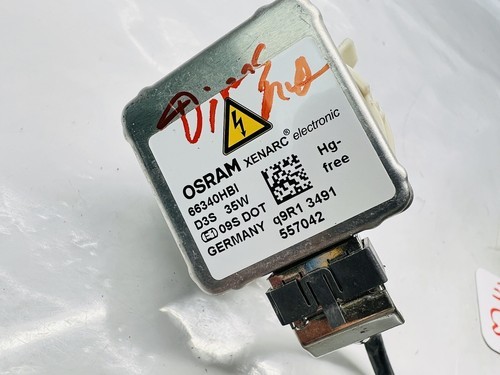 OSRAM XENARC® electronic
66340HBI
D3S 35W
09S DOT q9R1 3491
GERMANY 557042
Hg-
free